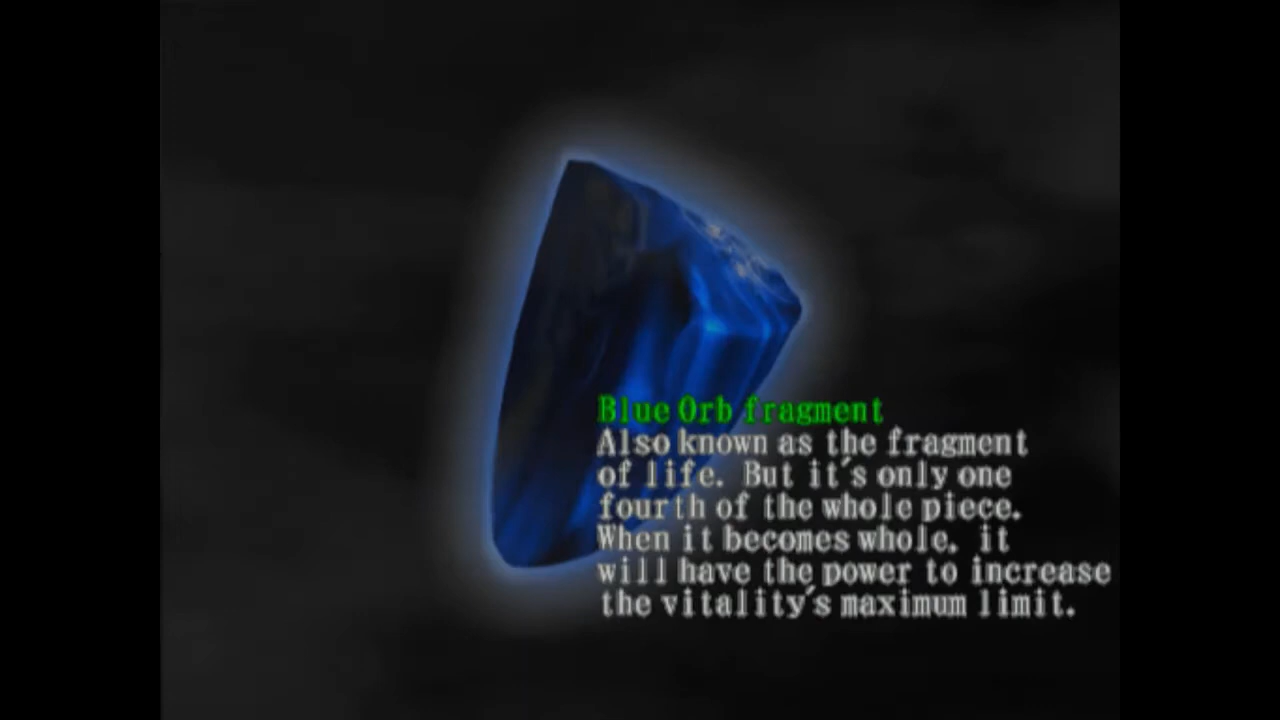 Blue Orb fragment
Also known as the fragment
of life. But it's only one
fourth of the whole piece.
When it becomes whole, it
will have the power to increase
the vitality's maximum limit.